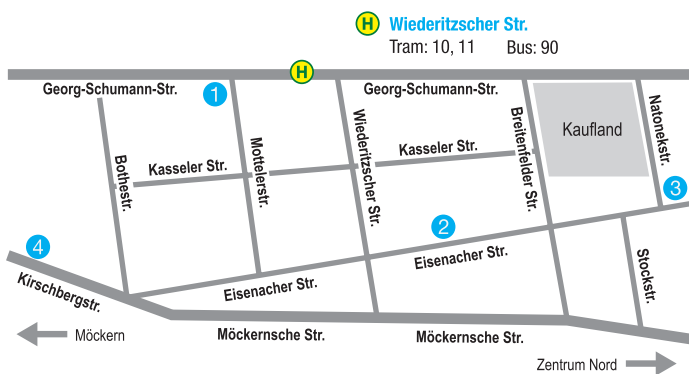 H Wiederitzscher Str.
Tram: 10, 11 Bus: 90
H
Georg-Schumann-Str.
1
Georg-Schumann-Str.
Bothestr.
Mottelerstr.
Wiederitzscher Str.
Breitenfelder Str.
Kaufland
Natonekstr.
Kasseler Str.
Kasseler Str.
3
2
4
Eisenacher Str.
Eisenacher Str.
Stockstr.
Kirschbergstr.
Möckern
Möckernsche Str.
Möckernsche Str.
Zentrum Nord